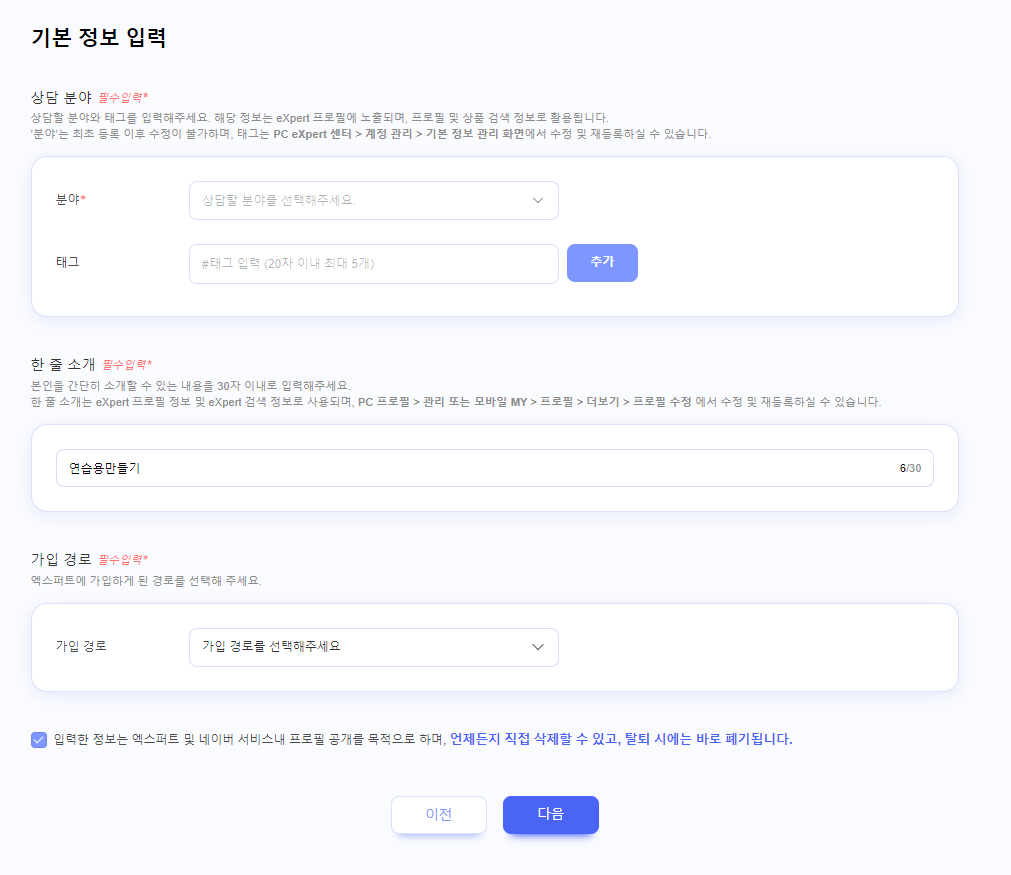 기본 정보 입력
상담 분야 필수입력*
상담할 분야와 태그를 입력해주세요. 해당 정보는 eXpert 프로필에 노출되며, 프로필 및 상품 검색 정보로 활용됩니다.
'분야'는 최초 등록 이후 수정이 불가하며, 태그는 PC eXpert 센터 > 계정 관리 > 기본 정보 관리 화면에서 수정 및 재등록하실 수 있습니다.
분야*
상담할 분야를 선택해주세요.
태그
#태그 입력 (20자 이내 최대 5개)
추가
한 줄 소개 필수입력*
본인을 간단히 소개할 수 있는 내용을 30자 이내로 입력해주세요.
한 줄 소개는 eXpert 프로필 정보 및 eXpert 검색 정보로 사용되며, PC 프로필 > 관리 또는 모바일 MY > 프로필 > 더보기 > 프로필 수정 에서 수정 및 재등록하실 수 있습니다.
연습용만들기
6/30
가입 경로 필수입력*
엑스퍼트에 가입하게 된 경로를 선택해 주세요.
가입 경로
가입 경로를 선택해주세요
입력한 정보는 엑스퍼트 및 네이버 서비스내 프로필 공개를 목적으로 하며, 언제든지 직접 삭제할 수 있고, 탈퇴 시에는 바로 폐기됩니다.
이전
다음